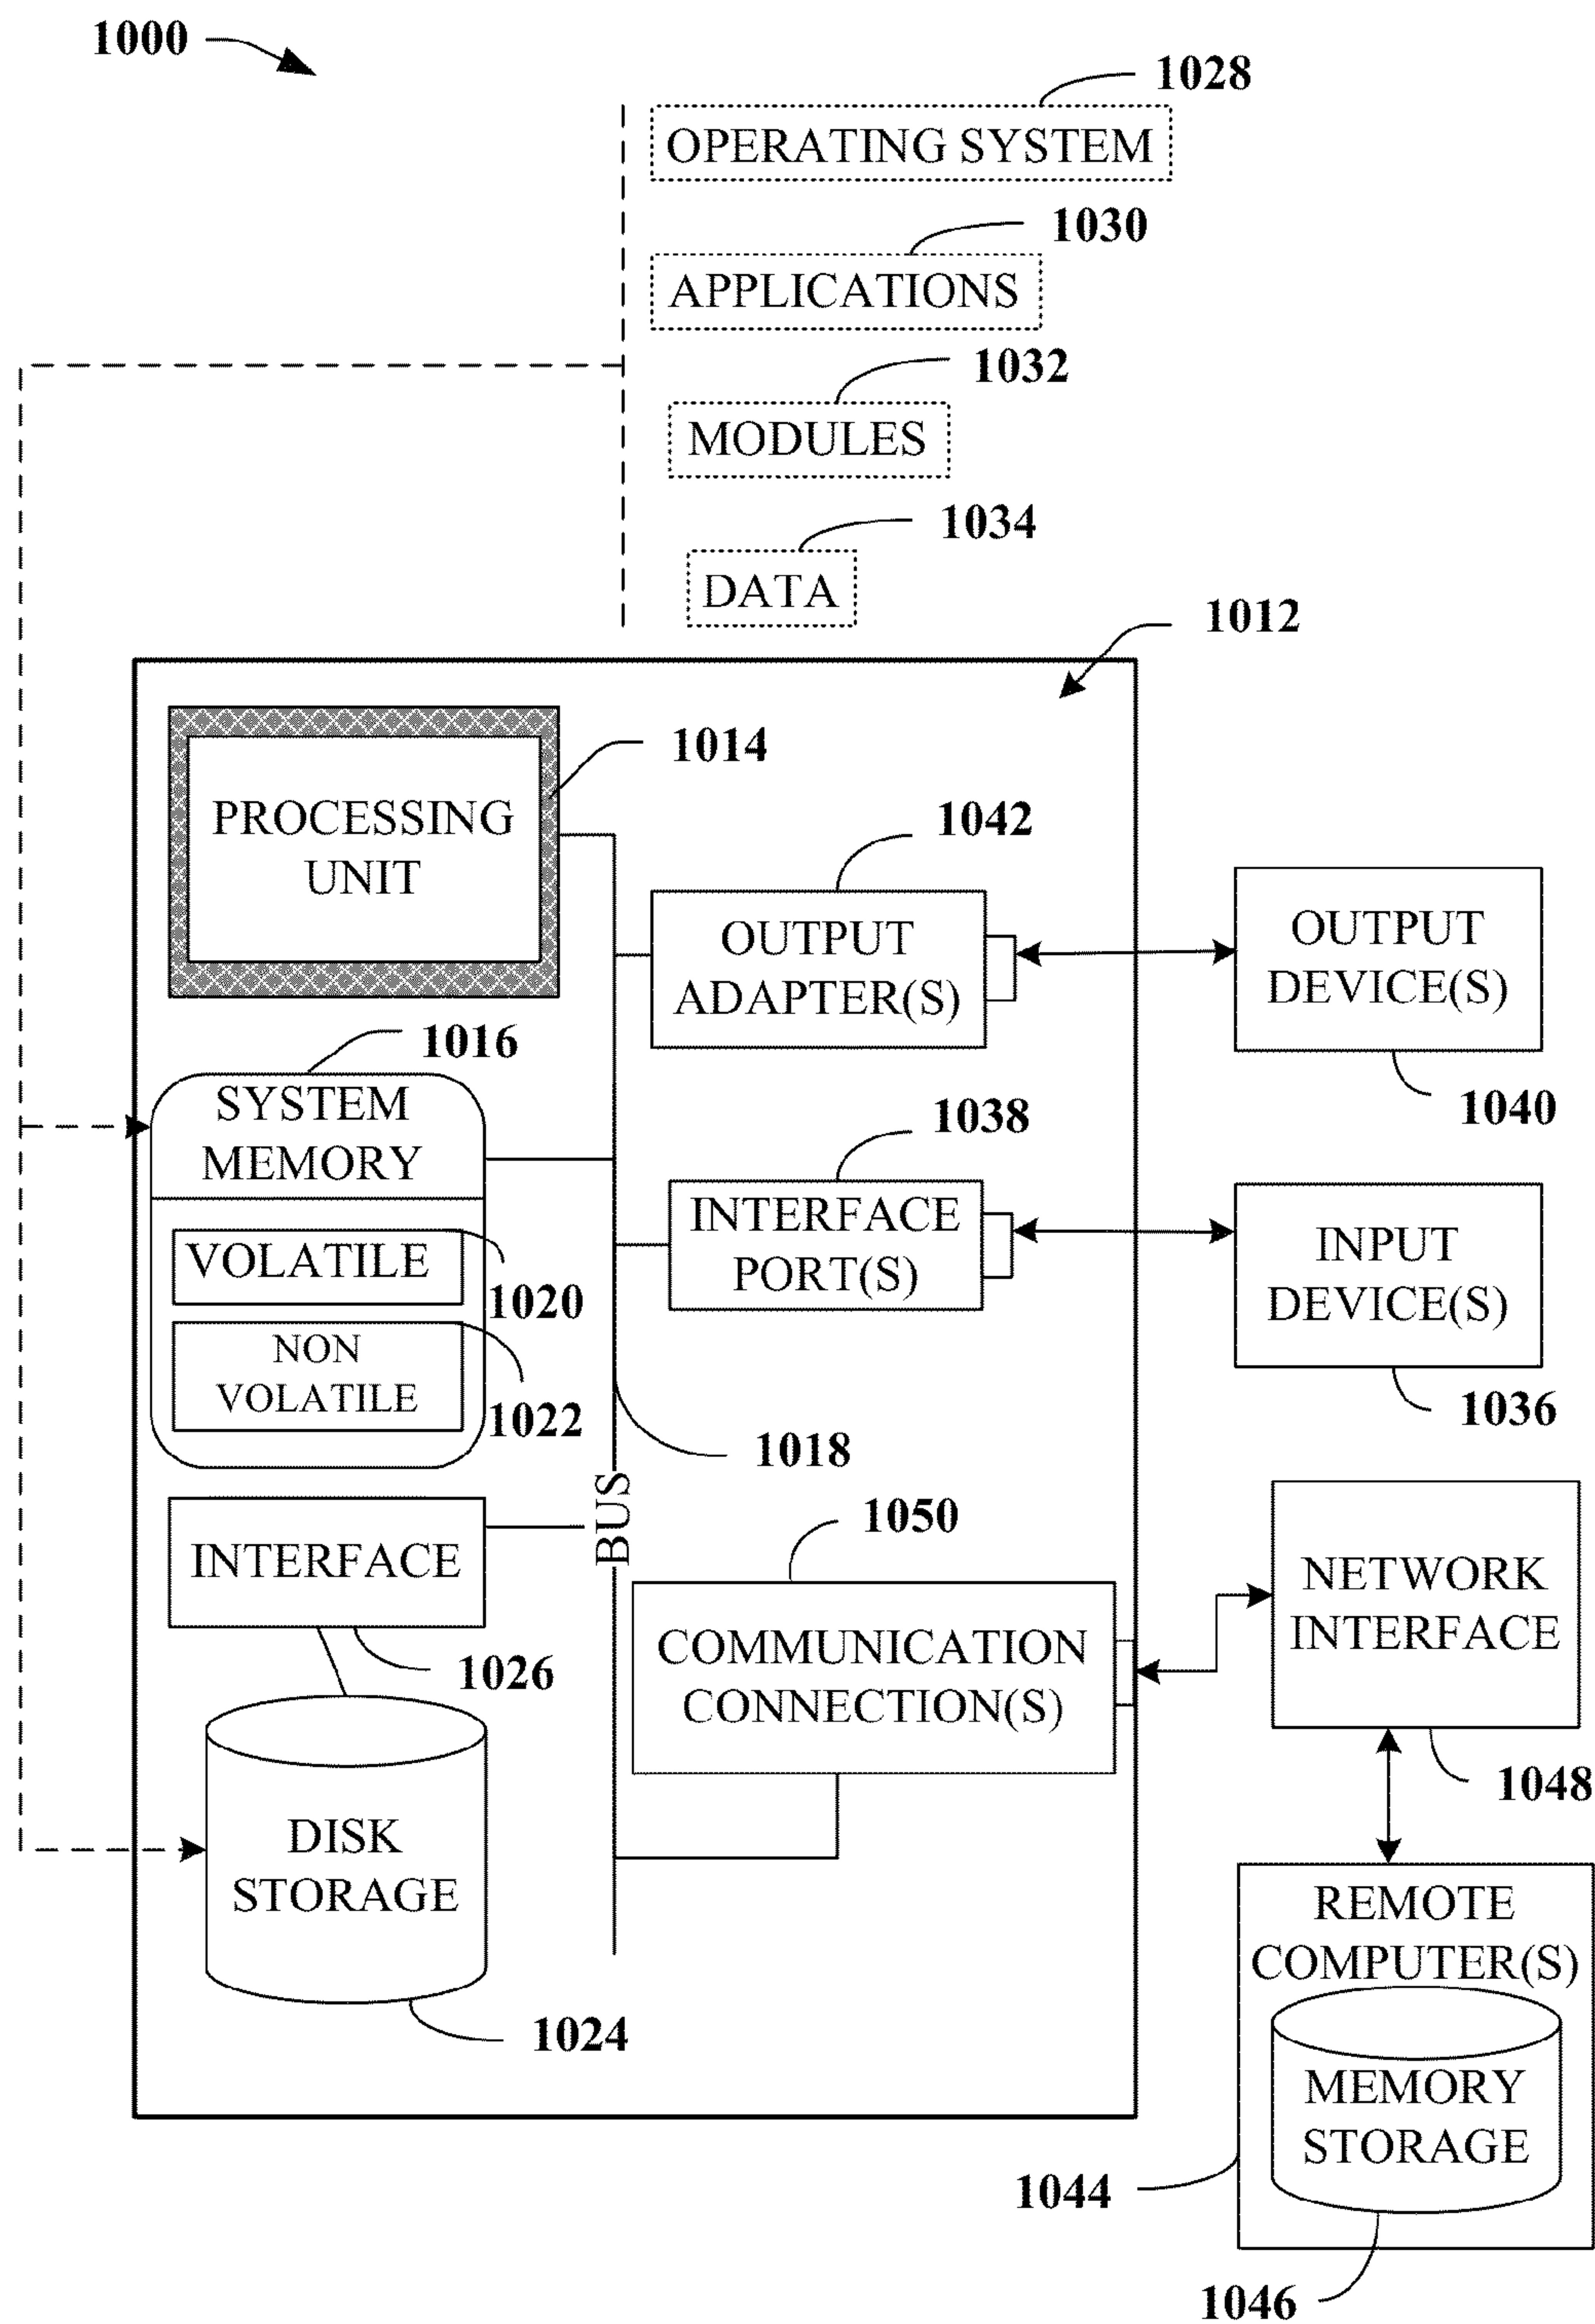 1000
1028
OPERATING SYSTEM
1030
APPLICATIONS
1032
MODULES
1034
DATA
1012
1014
PROCESSING
UNIT
1042
OUTPUT
ADAPTER(S)
OUTPUT
DEVICE(S)
1040
1016
SYSTEM
MEMORY
VOLATILE
1020
NON
VOLATILE
1022
1038
INTERFACE
PORT(S)
INPUT
DEVICE(S)
1036
1018
BUS
INTERFACE
1026
1050
COMMUNICATION
CONNECTION(S)
NETWORK
INTERFACE
1048
DISK
STORAGE
1024
REMOTE
COMPUTER(S)
MEMORY
STORAGE
1044
1046